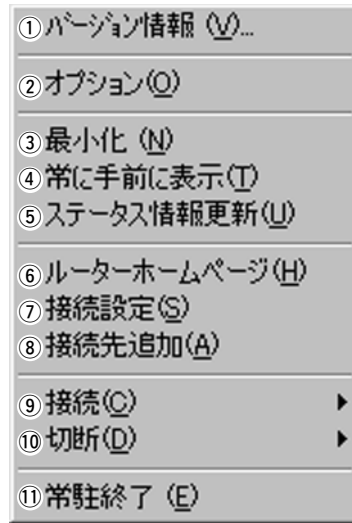 ①バージョン情報 (V)...
②オプション(O)
③最小化 (N)
④常に手前に表示(T)
⑤ステータス情報更新(U)
⑥ルーターホームページ(H)
⑦接続設定(S)
⑧接続先追加(A)
⑨接続(C)
⑩切断(D)
⑪常駐終了 (E)